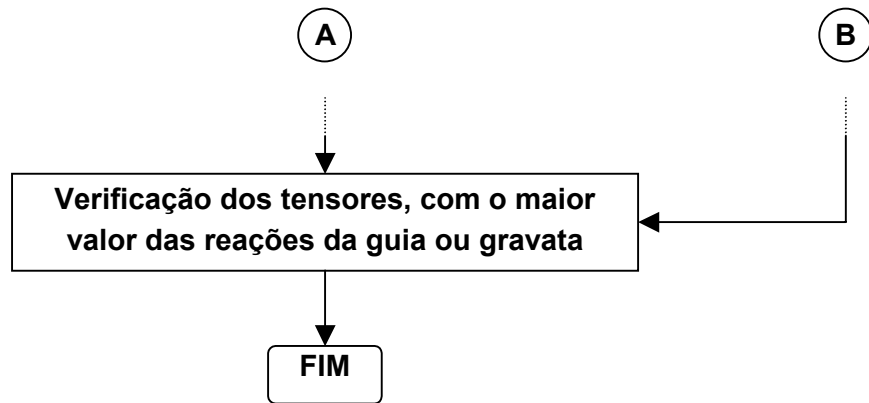 A
B
Verificação dos tensores, com o maior
valor das reações da guia ou gravata
FIM